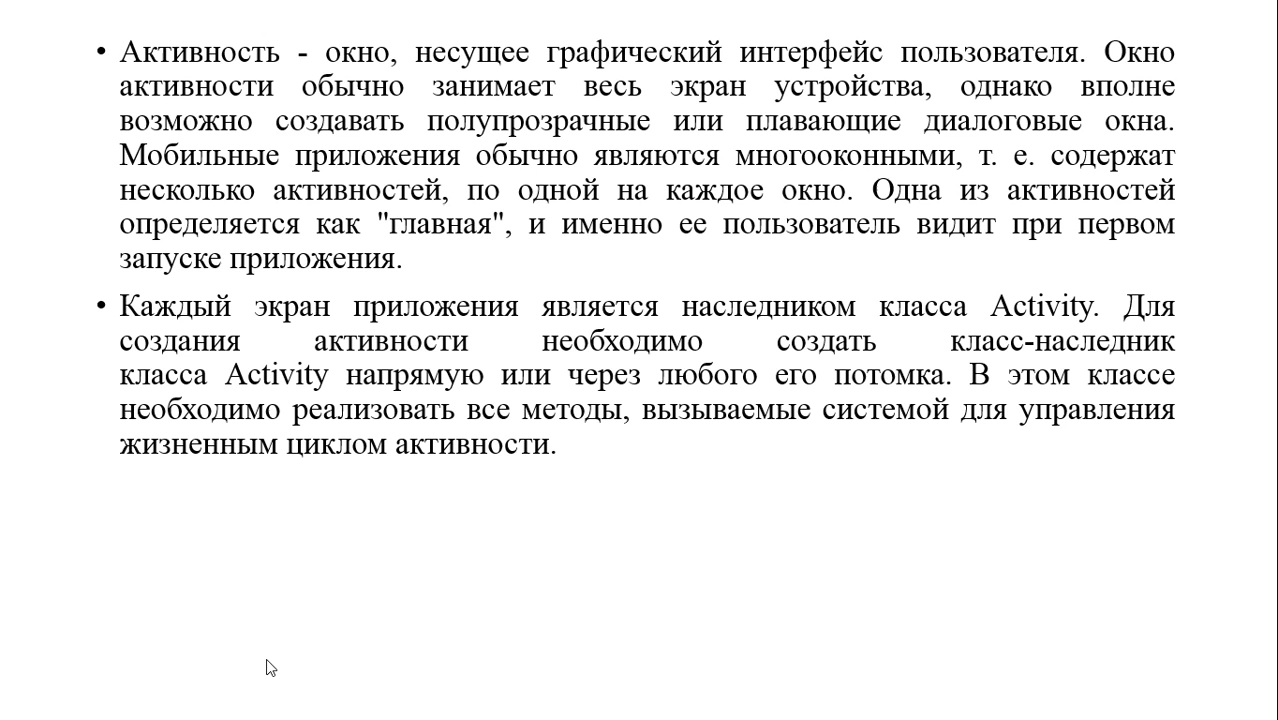 • Активность - окно, несущее графический интерфейс пользователя. Окно
активности обычно занимает весь экран устройства, однако вполне
возможно создавать полупрозрачные или плавающие диалоговые окна.
Мобильные приложения обычно являются многооконными, т. е. содержат
несколько активностей, по одной на каждое окно. Одна из активностей
определяется как "главная", и именно ее пользователь видит при первом
запуске приложения.
• Каждый экран приложения является наследником класса Activity. Для
создания активности необходимо создать класс-наследник
класса Activity напрямую или через любого его потомка. В этом классе
необходимо реализовать все методы, вызываемые системой для управления
жизненным циклом активности.